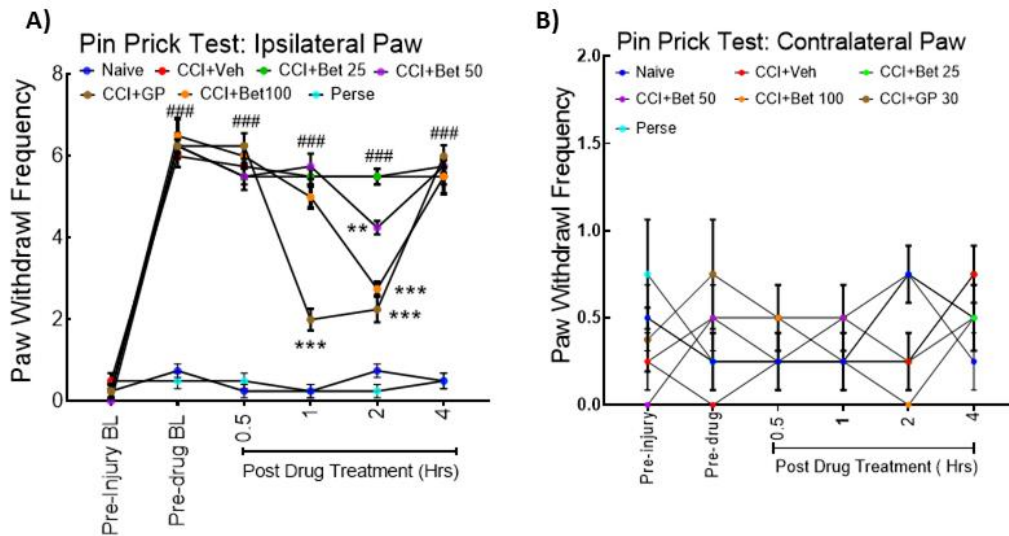 A)
Pin Prick Test: Ipsilateral Paw
Naive CCI+Veh CCI+Bet 25 CCI+Bet 50
CCI+GP CCI+Bet100 Perse
Paw Withdrawl Frequency
8
6
4
2
0
### ### ### ### ###
**
***
***
***
Pre-Injury BL
Pre-drug BL
0.5
1
2
4
Post Drug Treatment (Hrs)
B)
Pin Prick Test: Contralateral Paw
Naive CCI+Veh CCI+Bet 25
CCI+Bet 50 CCI+Bet 100 CCI+GP 30
Perse
Paw Withdrawl Frequency
2.0
1.5
1.0
0.5
0.0
Pre-injury
Pre-drug
0.5
1
2
4
Post Drug Treatment ( Hrs)